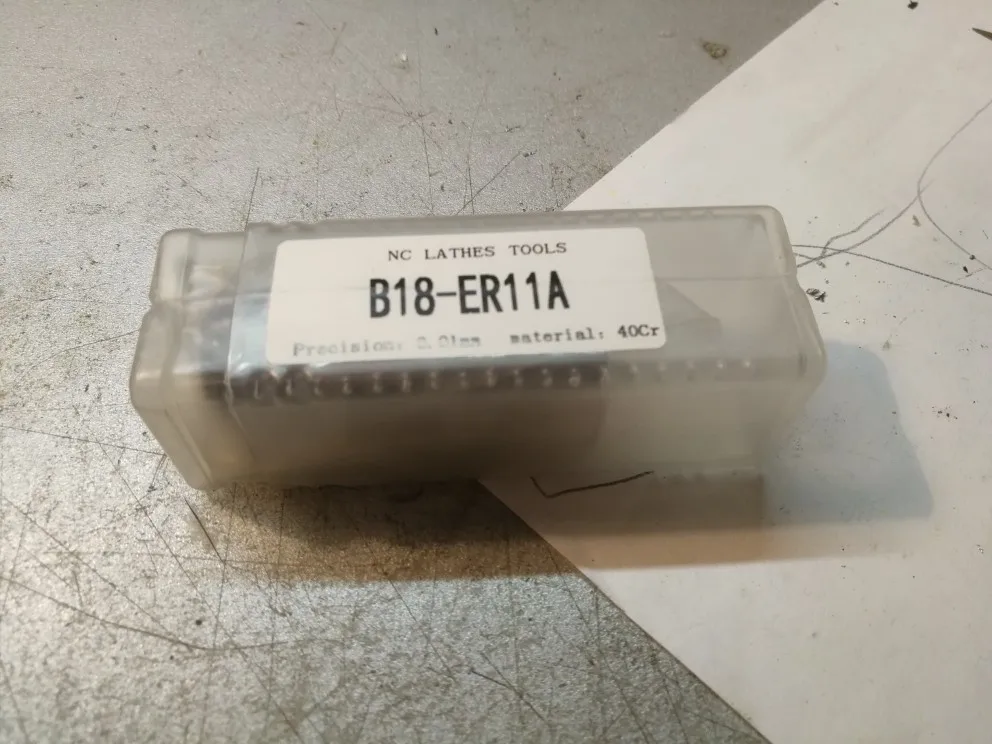 NC LATHES TOOLS
B18-ER11A
Precision: 0.01mm material: 40Cr